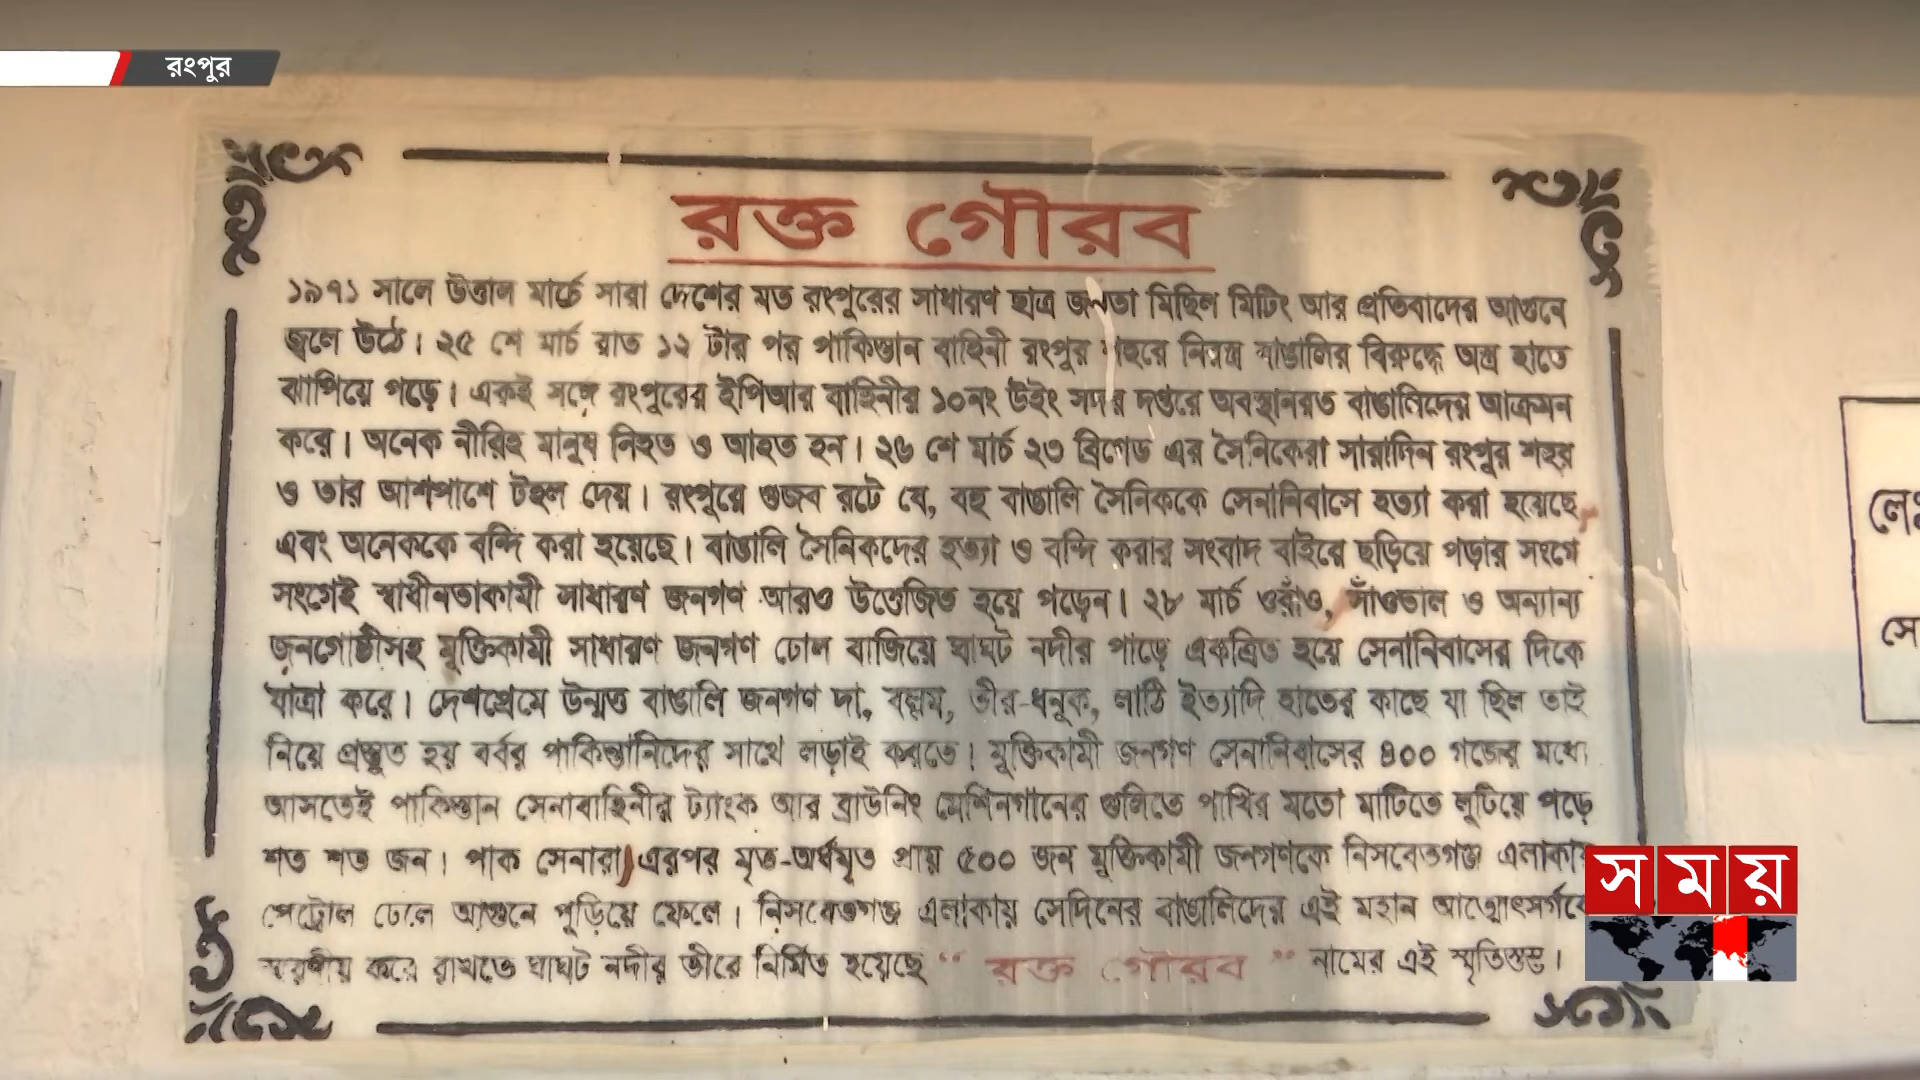 রংপুর
রক্ত গৌরব
১৯৭১ সালে উত্তাল মার্চে সারা দেশের মত রংপুরের সাধারণ ছাত্র জনতা মিছিল মিটিং আর প্রতিবাদের আগুনে
জ্বলে উঠে। ২৫ শে মার্চ রাত ১২ টার পর পাকিস্তান বাহিনী রংপুর শহরে নিরস্ত্র বাঙালির বিরুদ্ধে অস্ত্র হাতে
ঝাপিয়ে পড়ে। একই সঙ্গে রংপুরের ইপিআর বাহিনীর ১০নং উইং সদর দপ্তরে অবস্থানরত বাঙালিদের আক্রমন
করে। অনেক নীরিহ মানুষ নিহত ও আহত হন। ২৬ শে মার্চ ২৩ ব্রিগেড এর সৈনিকেরা সারাদিন রংপুর শহর
ও তার আশপাশে টহল দেয়। রংপুরে গুজব রটে যে, বহু বাঙালি সৈনিককে সেনানিবাসে হত্যা করা হয়েছে
এবং অনেককে বন্দি করা হয়েছে। বাঙালি সৈনিকদের হত্যা ও বন্দি করার সংবাদ বাইরে ছড়িয়ে পড়ার সংগে
সংগেই স্বাধীনতাকামী সাধারণ জনগণ আরও উত্তেজিত হয়ে পড়েন। ২৮ মার্চ ওরাঁও, সাঁওতাল ও অন্যান্য
জনগোষ্ঠীসহ মুক্তিকামী সাধারণ জনগণ ঢোল বাজিয়ে ঘাঘট নদীর পাড়ে একত্রিত হয়ে সেনানিবাসের দিকে
যাত্রা করে। দেশপ্রেমে উন্মত্ত বাঙালি জনগণ দা, বল্লম, তীর-ধনুক, লাঠি ইত্যাদি হাতের কাছে যা ছিল তাই
নিয়ে প্রস্তুত হয় বর্বর পাকিস্তানিদের সাথে লড়াই করতে। মুক্তিকামী জনগণ সেনানিবাসের ৪০০ গজের মধ্যে
আসতেই পাকিস্তান সেনাবাহিনীর ট্যাংক আর ব্রাউনিং মেশিনগানের গুলিতে পাখির মতো মাটিতে লুটিয়ে পড়ে
শত শত জন। পাক সেনারা এরপর মৃত-অর্ধমৃত প্রায় ৫০০ জন মুক্তিকামী জনগণকে নিসবেতগঞ্জ এলাকায়
পেট্রোল ঢেলে আগুনে পুড়িয়ে ফেলে। নিসবেতগঞ্জ এলাকায় সেদিনের বাঙালিদের এই মহান আত্মোৎসর্গকে
স্মরণীয় করে রাখতে ঘাঘট নদীর তীরে নির্মিত হয়েছে “ রক্ত গৌরব ” নামের এই স্মৃতিস্তম্ভ।
সময়